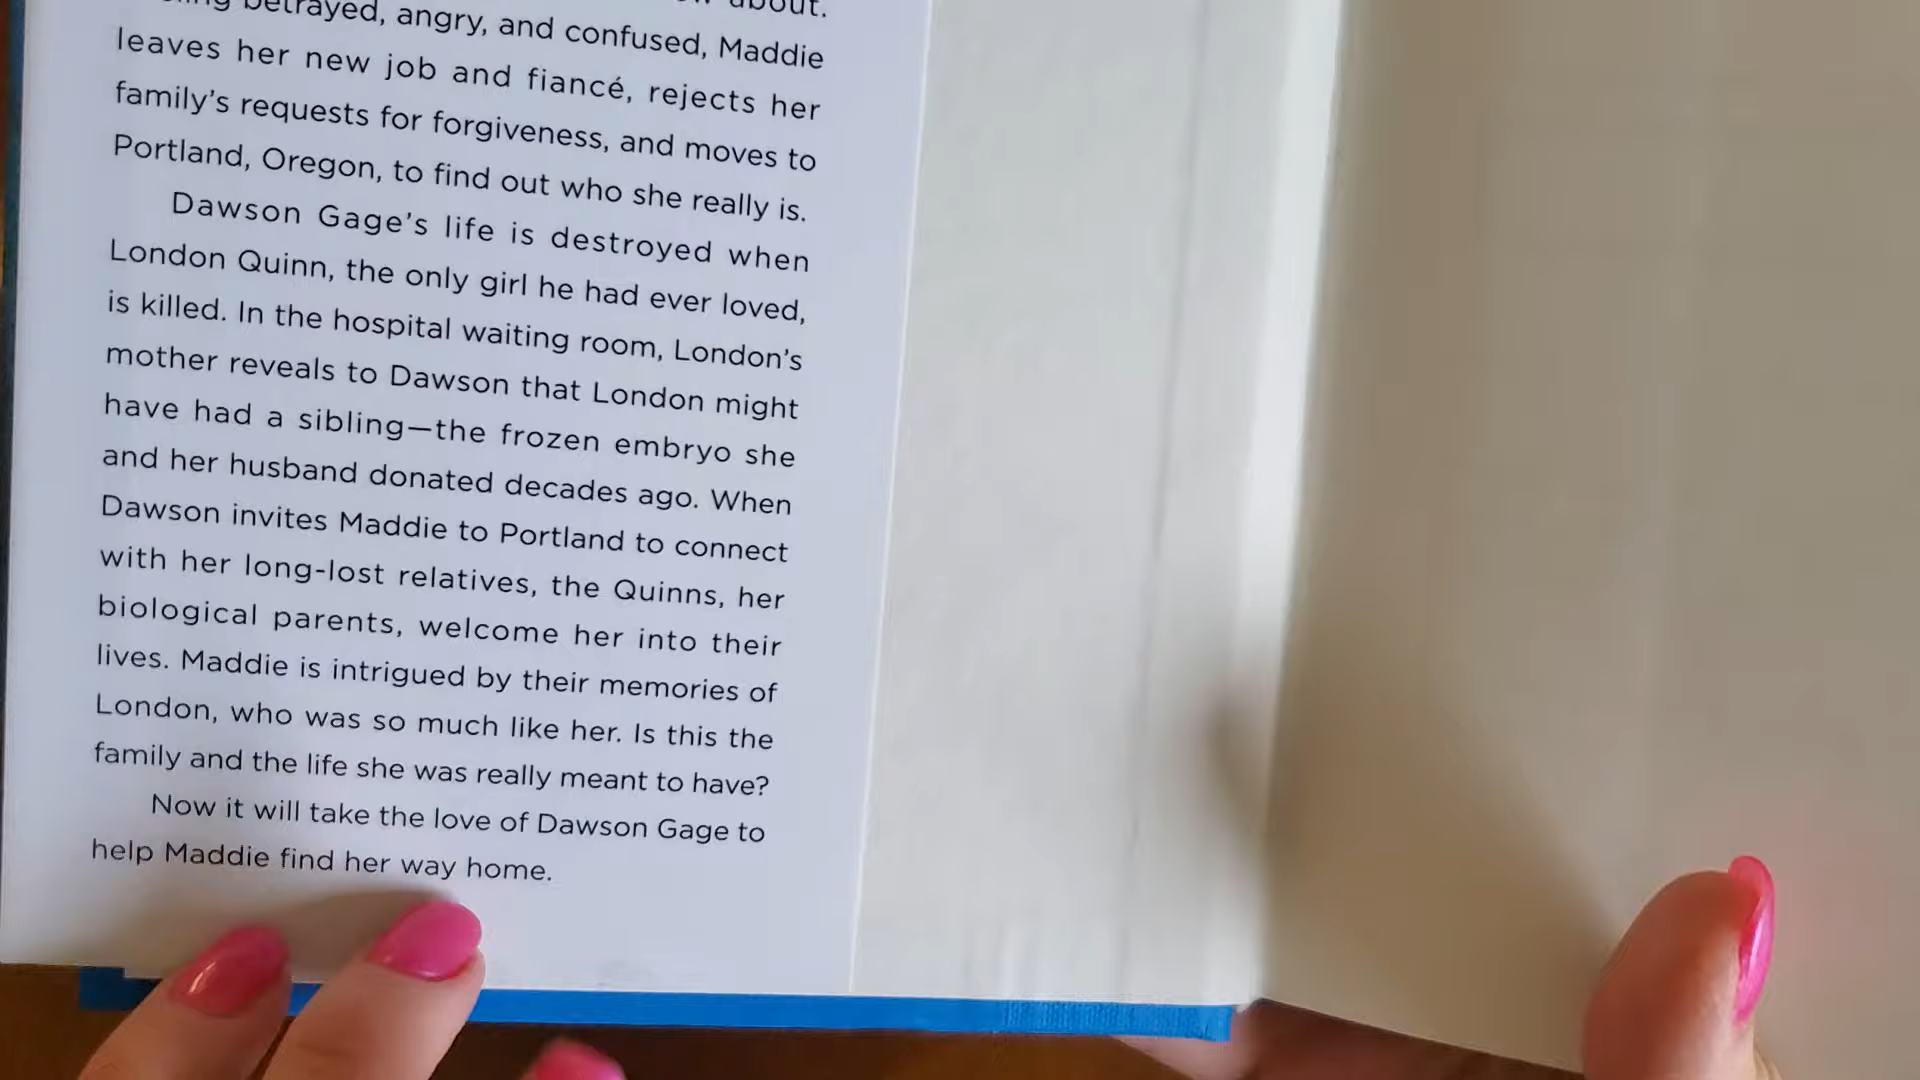 about.
betrayed, angry, and confused, Maddie
leaves her new job and fiancé, rejects her
family's requests for forgiveness, and moves to
Portland, Oregon, to find out who she really is.
Dawson Gage's life is destroyed when
London Quinn, the only girl he had ever loved,
is killed. In the hospital waiting room, London's
mother reveals to Dawson that London might
have had a sibling—the frozen embryo she
and her husband donated decades ago. When
Dawson invites Maddie to Portland to connect
with her long-lost relatives, the Quinns, her
biological parents, welcome her into their
lives. Maddie is intrigued by their memories of
London, who was so much like her. Is this the
family and the life she was really meant to have?
Now it will take the love of Dawson Gage to
help Maddie find her way home.